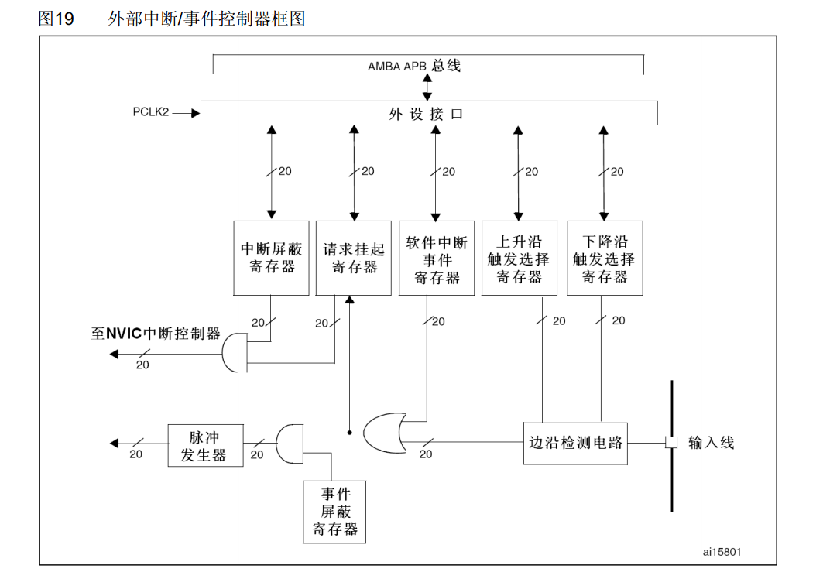 图19 外部中断/事件控制器框图
AMBA APB 总线
PCLK2
外设接口
20 20 20 20 20
中断屏蔽
寄存器
请求挂起
寄存器
软件中断
事件
寄存器
上升沿
触发选择
寄存器
下降沿
触发选择
寄存器
20 20 20 20 20
至NVIC中断控制器
20
脉冲
发生器
20 20 20
边沿检测电路
输入线
事件
屏蔽
寄存器
ai15801